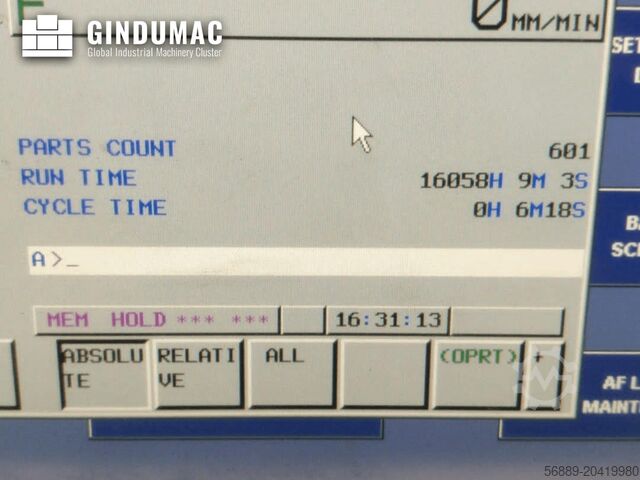 GINDUMAC
Global Industrial Machinery Cluster
F 0 MM/MIN
PARTS COUNT 601
RUN TIME 16058H 9M 3S
CYCLE TIME 0H 6M18S
A>_
MEM HOLD *** *** 16:31:13
ABSOLUTE
RELATIVE
ALL
(OPRT)
+
SET
AF L
MAINT
56889-20419980